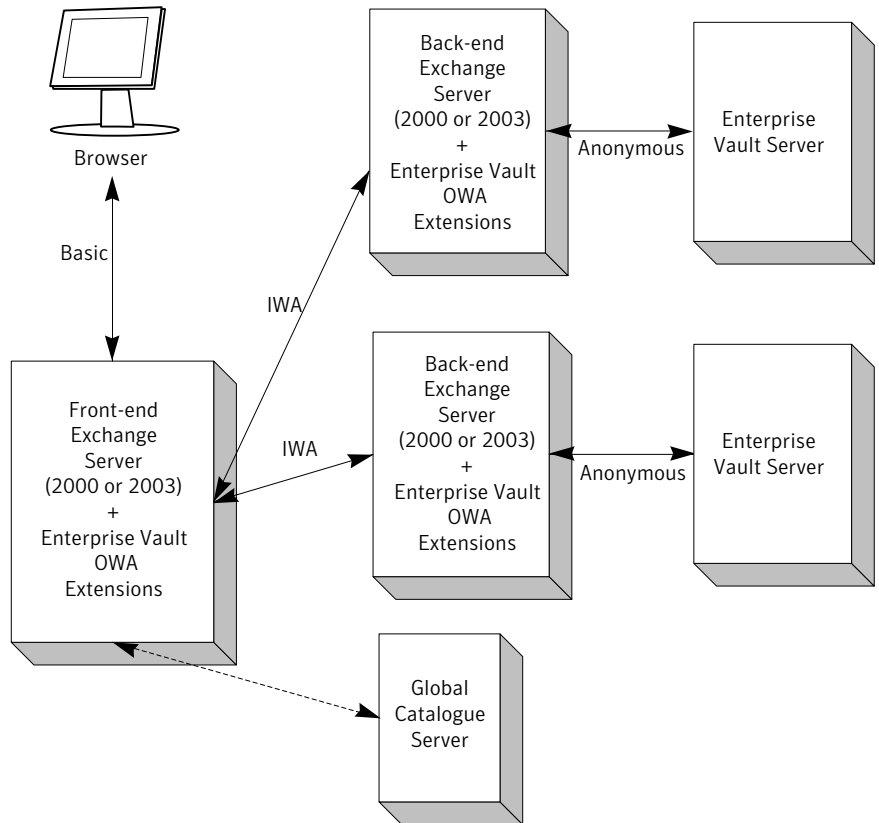 Browser
Basic
Front-end
Exchange
Server
(2000 or 2003)
+
Enterprise Vault
OWA
Extensions
IWA
IWA
Back-end
Exchange
Server
(2000 or 2003)
+
Enterprise Vault
OWA
Extensions
Anonymous
Enterprise
Vault Server
Back-end
Exchange
Server
(2000 or 2003)
+
Enterprise Vault
OWA
Extensions
Anonymous
Enterprise
Vault Server
Global
Catalogue
Server